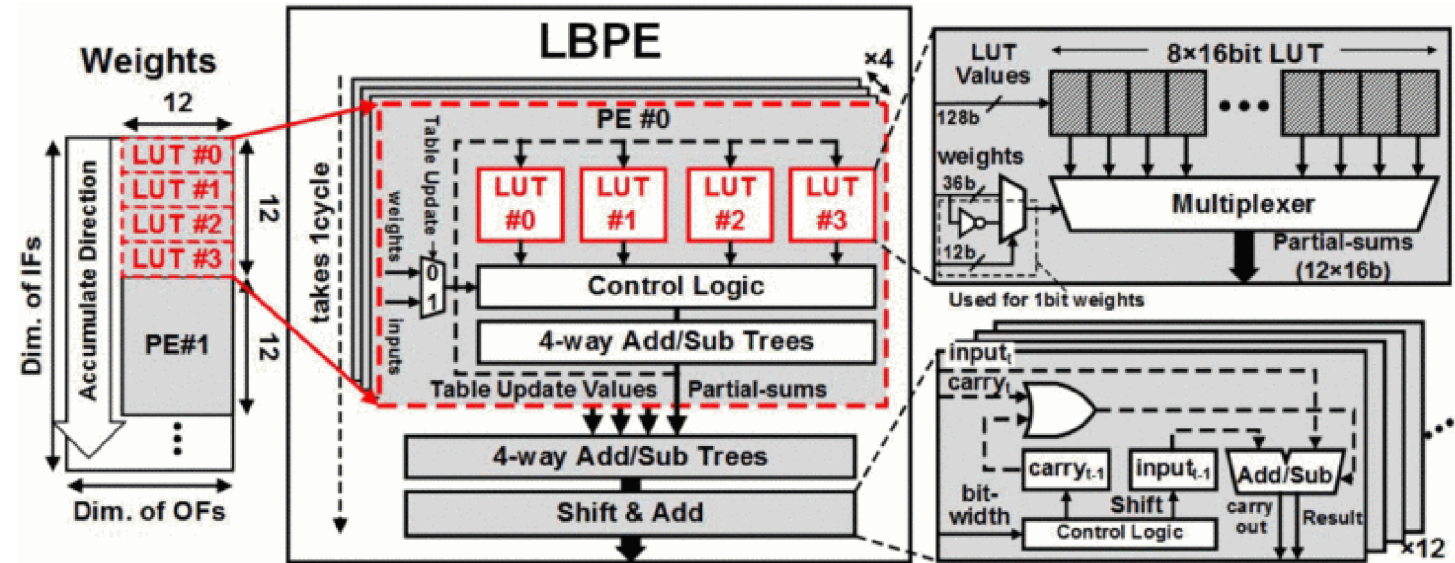 Weights
12
LUT #0
LUT #1
LUT #2
LUT #3
12
PE#1
12
Dim. of IFs
Accumulate Direction
Dim. of OFs
LBPE
×4
takes 1cycle
PE #0
Table Update
weights
inputs
0
1
LUT #0
LUT #1
LUT #2
LUT #3
Control Logic
4-way Add/Sub Trees
Table Update Values
Partial-sums
4-way Add/Sub Trees
Shift & Add
LUT Values
8×16bit LUT
128b
weights
36b
12b
Multiplexer
Partial-sums
(12×16b)
Used for 1bit weights
inputt
carryt
carryt-1
inputt-1
Add/Sub
bit-width
Shift
Control Logic
carry out
Result
×12